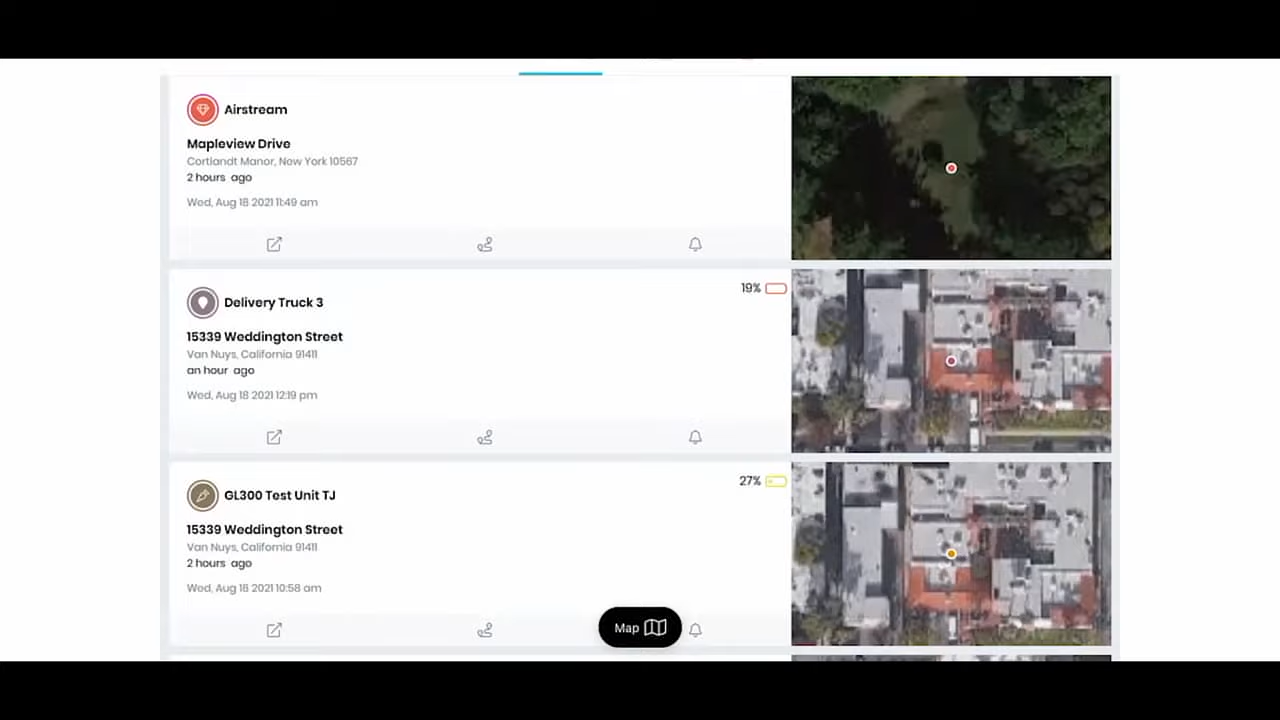 Airstream
Mapleview Drive
Cortlandt Manor, New York 10567
2 hours ago
Wed, Aug 18 2021 11:49 am
Delivery Truck 3
19%
15339 Weddington Street
Van Nuys, California 91411
an hour ago
Wed, Aug 18 2021 12:19 pm
GL300 Test Unit TJ
27%
15339 Weddington Street
Van Nuys, California 91411
2 hours ago
Wed, Aug 18 2021 10:58 am
Map